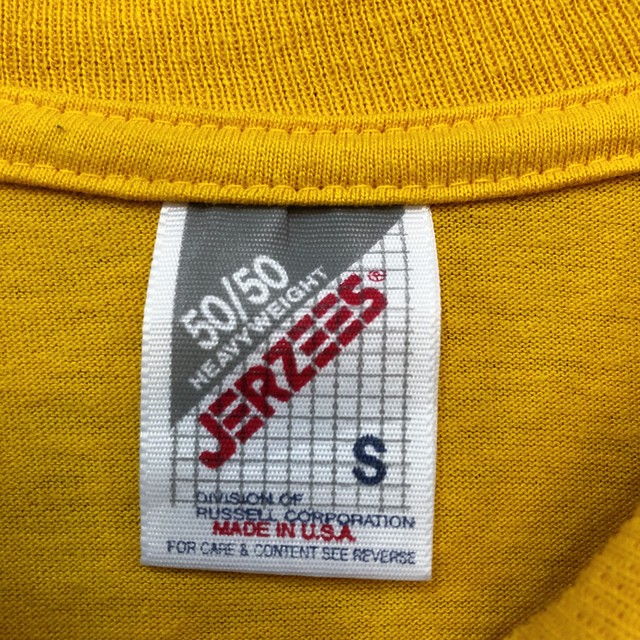 50/50
HEAVYWEIGHT
JERZEES®
S
DIVISION OF
RUSSELL CORPORATION
MADE IN U.S.A.
FOR CARE & CONTENT SEE REVERSE